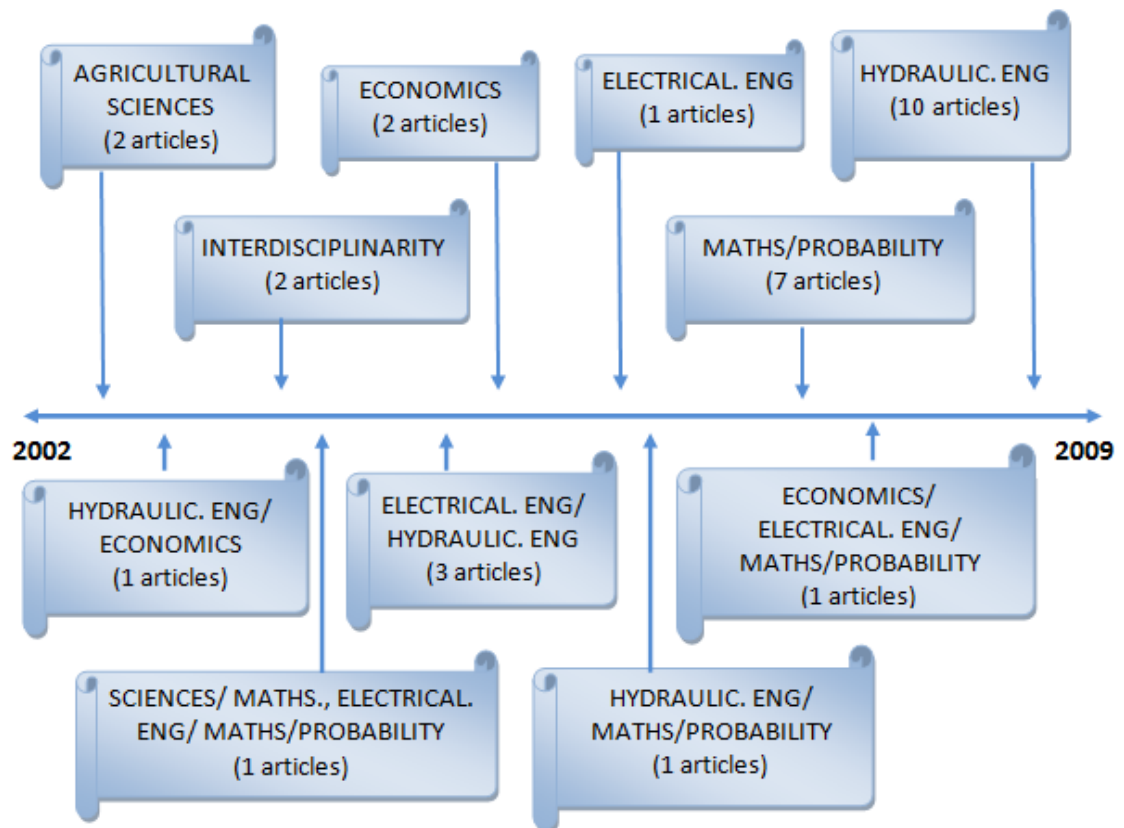 AGRICULTURAL
SCIENCES
(2 articles)
ECONOMICS
(2 articles)
ELECTRICAL. ENG
(1 articles)
HYDRAULIC. ENG
(10 articles)
INTERDISCIPLINARITY
(2 articles)
MATHS/PROBABILITY
(7 articles)
2002
2009
HYDRAULIC. ENG/
ECONOMICS
(1 articles)
ELECTRICAL. ENG/
HYDRAULIC. ENG
(3 articles)
ECONOMICS/
ELECTRICAL. ENG/
MATHS/PROBABILITY
(1 articles)
SCIENCES/ MATHS., ELECTRICAL.
ENG/ MATHS/PROBABILITY
(1 articles)
HYDRAULIC. ENG/
MATHS/PROBABILITY
(1 articles)